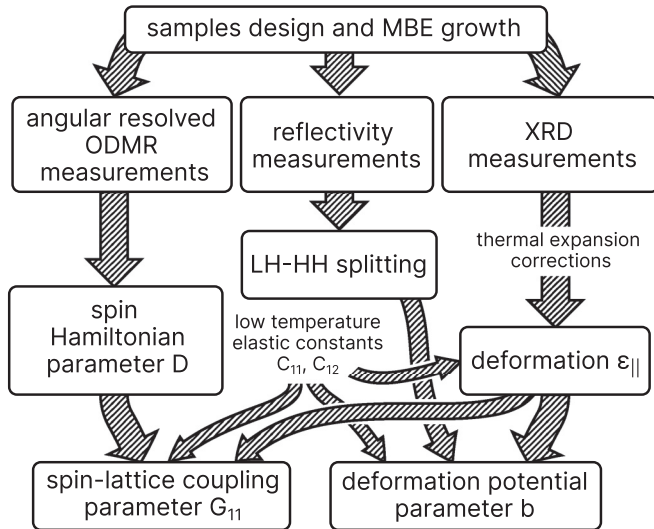 samples design and MBE growth
angular resolved
ODMR
measurements
reflectivity
measurements
XRD
measurements
thermal expansion
corrections
LH-HH splitting
spin
Hamiltonian
parameter D
low temperature
elastic constants
C₁₁, C₁₂
deformation ε||
spin-lattice coupling
parameter G₁₁
deformation potential
parameter b